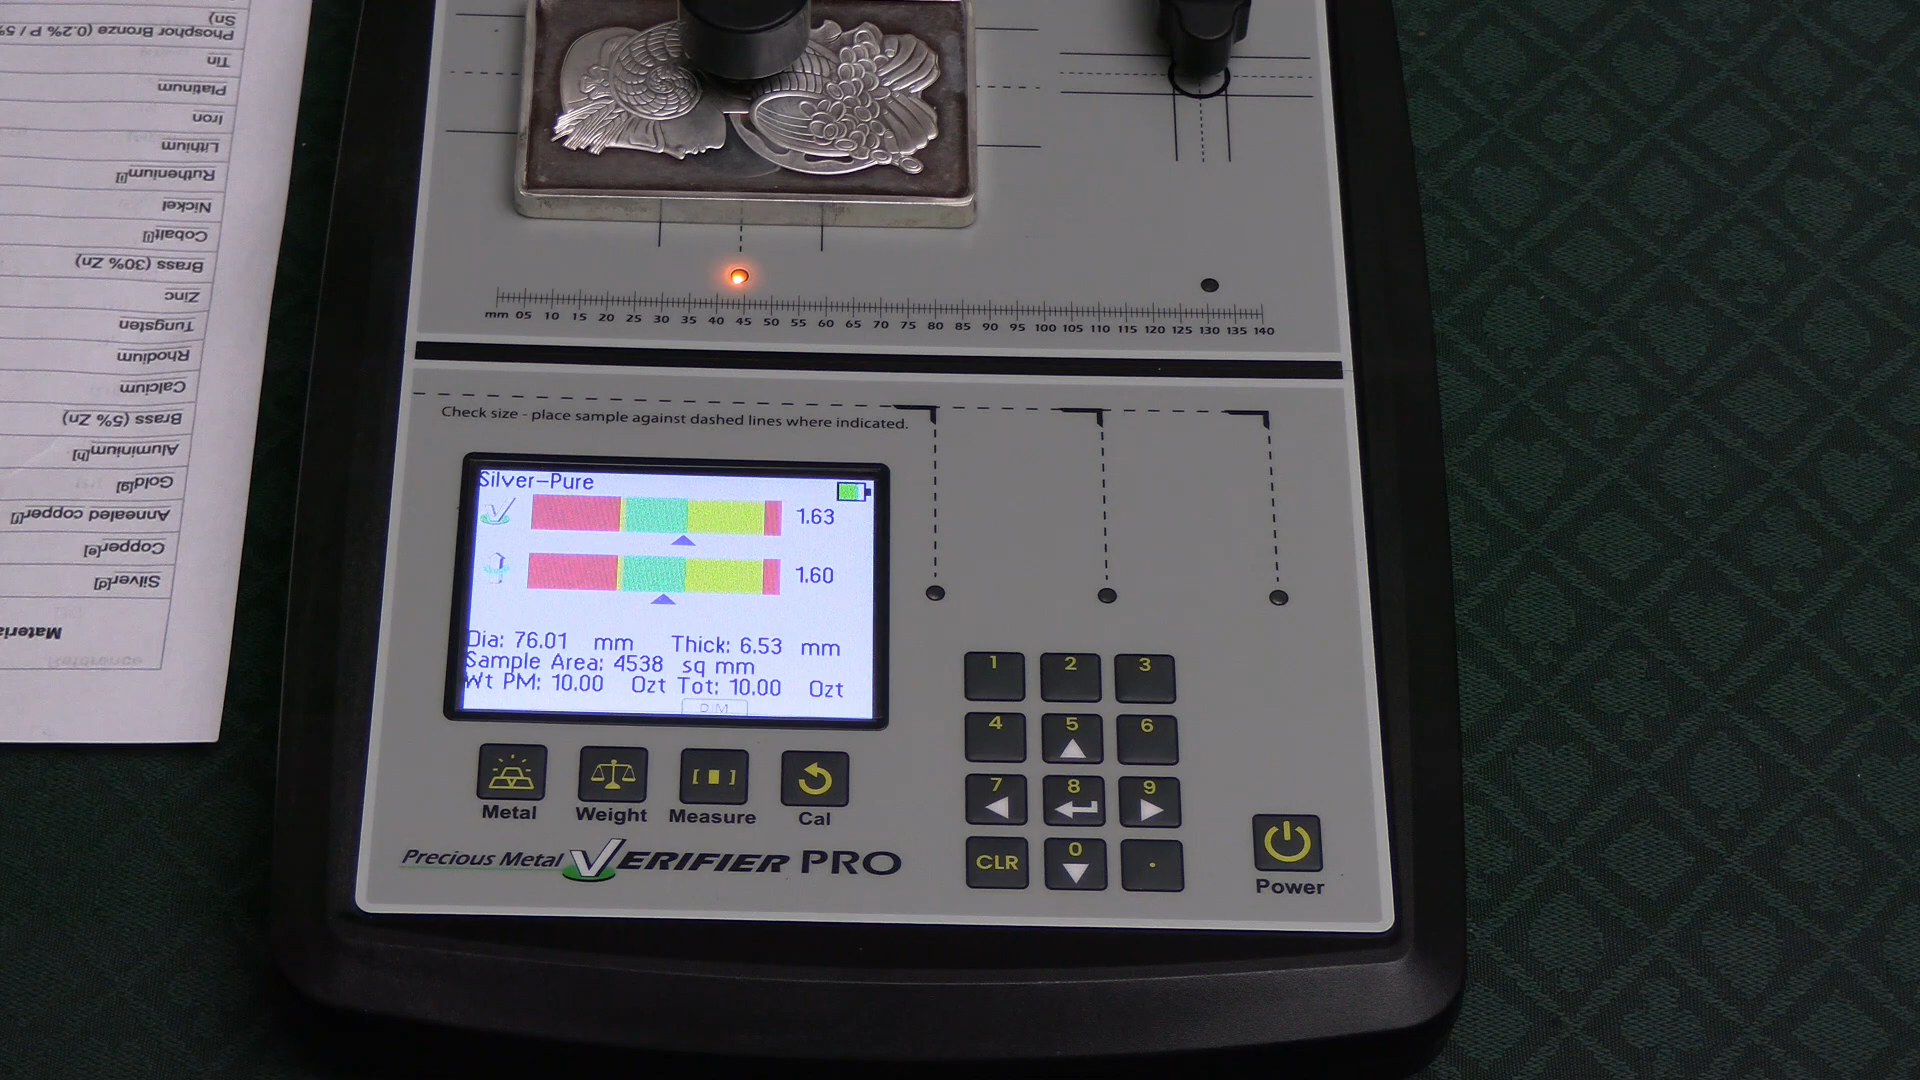 Sn)
Phosphor Bronze (0.2% P / 5%
Tin
Platinum
Iron
Lithium
Ruthenium[i]
Nickel
Cobalt[i]
Brass (30% Zn)
Zinc
Tungsten
Rhodium
Calcium
Brass (5% Zn)
Aluminium[h]
Gold[g]
Annealed copper[f]
Copper[e]
Silver[d]
Materia
Reference
mm 05 10 15 20 25 30 35 40 45 50 55 60 65 70 75 80 85 90 95 100 105 110 115 120 125 130 135 140
Check size - place sample against dashed lines where indicated.
Silver-Pure
1.63
1.60
Dia: 76.01 mm Thick: 6.53 mm
Sample Area: 4538 sq mm
Wt PM: 10.00 Ozt Tot: 10.00 Ozt
DIM
Metal
Weight
Measure
Cal
Precious Metal VERIFIER PRO
1 2 3
4 5 6
7 8 9
CLR 0 .
Power